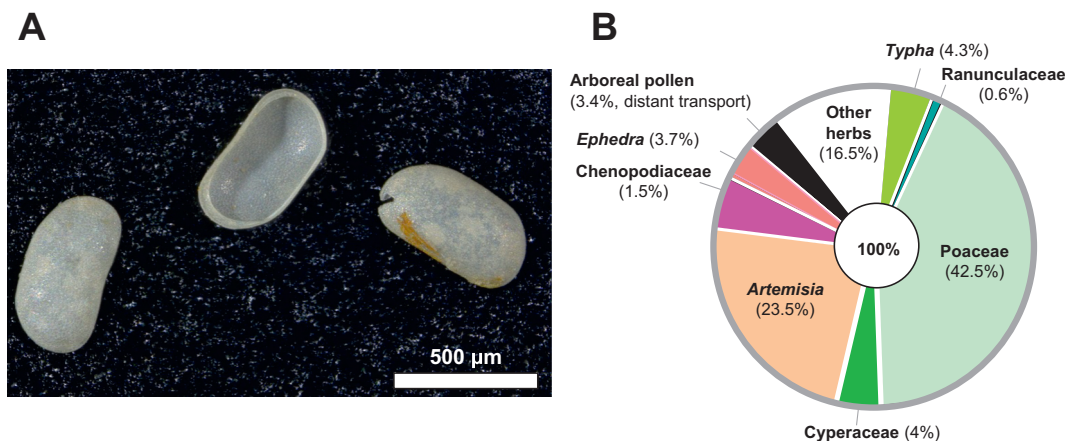 A
B
500 µm
Typha (4.3%)
Ranunculaceae
(0.6%)
Arboreal pollen
(3.4%, distant transport)
Other
herbs
(16.5%)
Ephedra (3.7%)
Chenopodiaceae
(1.5%)
100%
Poaceae
(42.5%)
Artemisia
(23.5%)
Cyperaceae (4%)